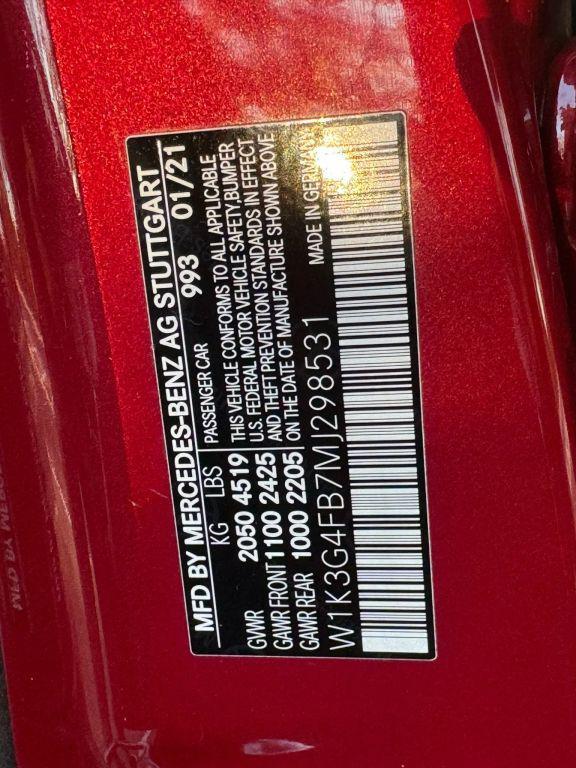 MFD BY MERCEDES-BENZ AG STUTTGART
KG LBS 993 01/21
GVWR 2050 4519
GAWR FRONT 1100 2425
GAWR REAR 1000 2205
PASSENGER CAR
THIS VEHICLE CONFORMS TO ALL APPLICABLE
U.S. FEDERAL MOTOR VEHICLE SAFETY, BUMPER
AND THEFT PREVENTION STANDARDS IN EFFECT
ON THE DATE OF MANUFACTURE SHOWN ABOVE
W1K3G4FB7MJ298531 MADE IN GERMANY